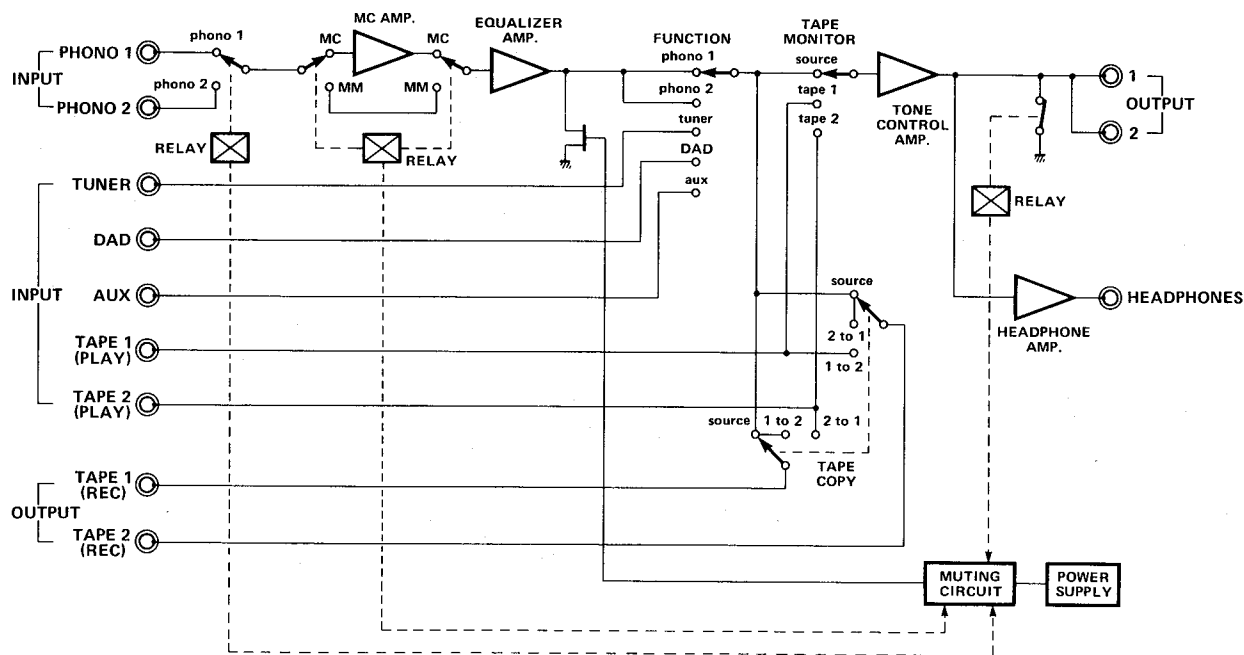 MC AMP.
phono 1
MC
MC
EQUALIZER
AMP.
FUNCTION
phono 1
TAPE
MONITOR
source
PHONO 1
INPUT
PHONO 2
phono 2
MM
MM
phono 2
tape 1
tape 2
TONE
CONTROL
AMP.
1
OUTPUT
2
RELAY
RELAY
tuner
DAD
aux
TUNER
RELAY
DAD
INPUT
AUX
source
HEADPHONES
2 to 1
HEADPHONE
AMP.
TAPE 1
(PLAY)
1 to 2
TAPE 2
(PLAY)
source
1 to 2
2 to 1
TAPE
COPY
TAPE 1
(REC)
OUTPUT
TAPE 2
(REC)
MUTING
CIRCUIT
POWER
SUPPLY